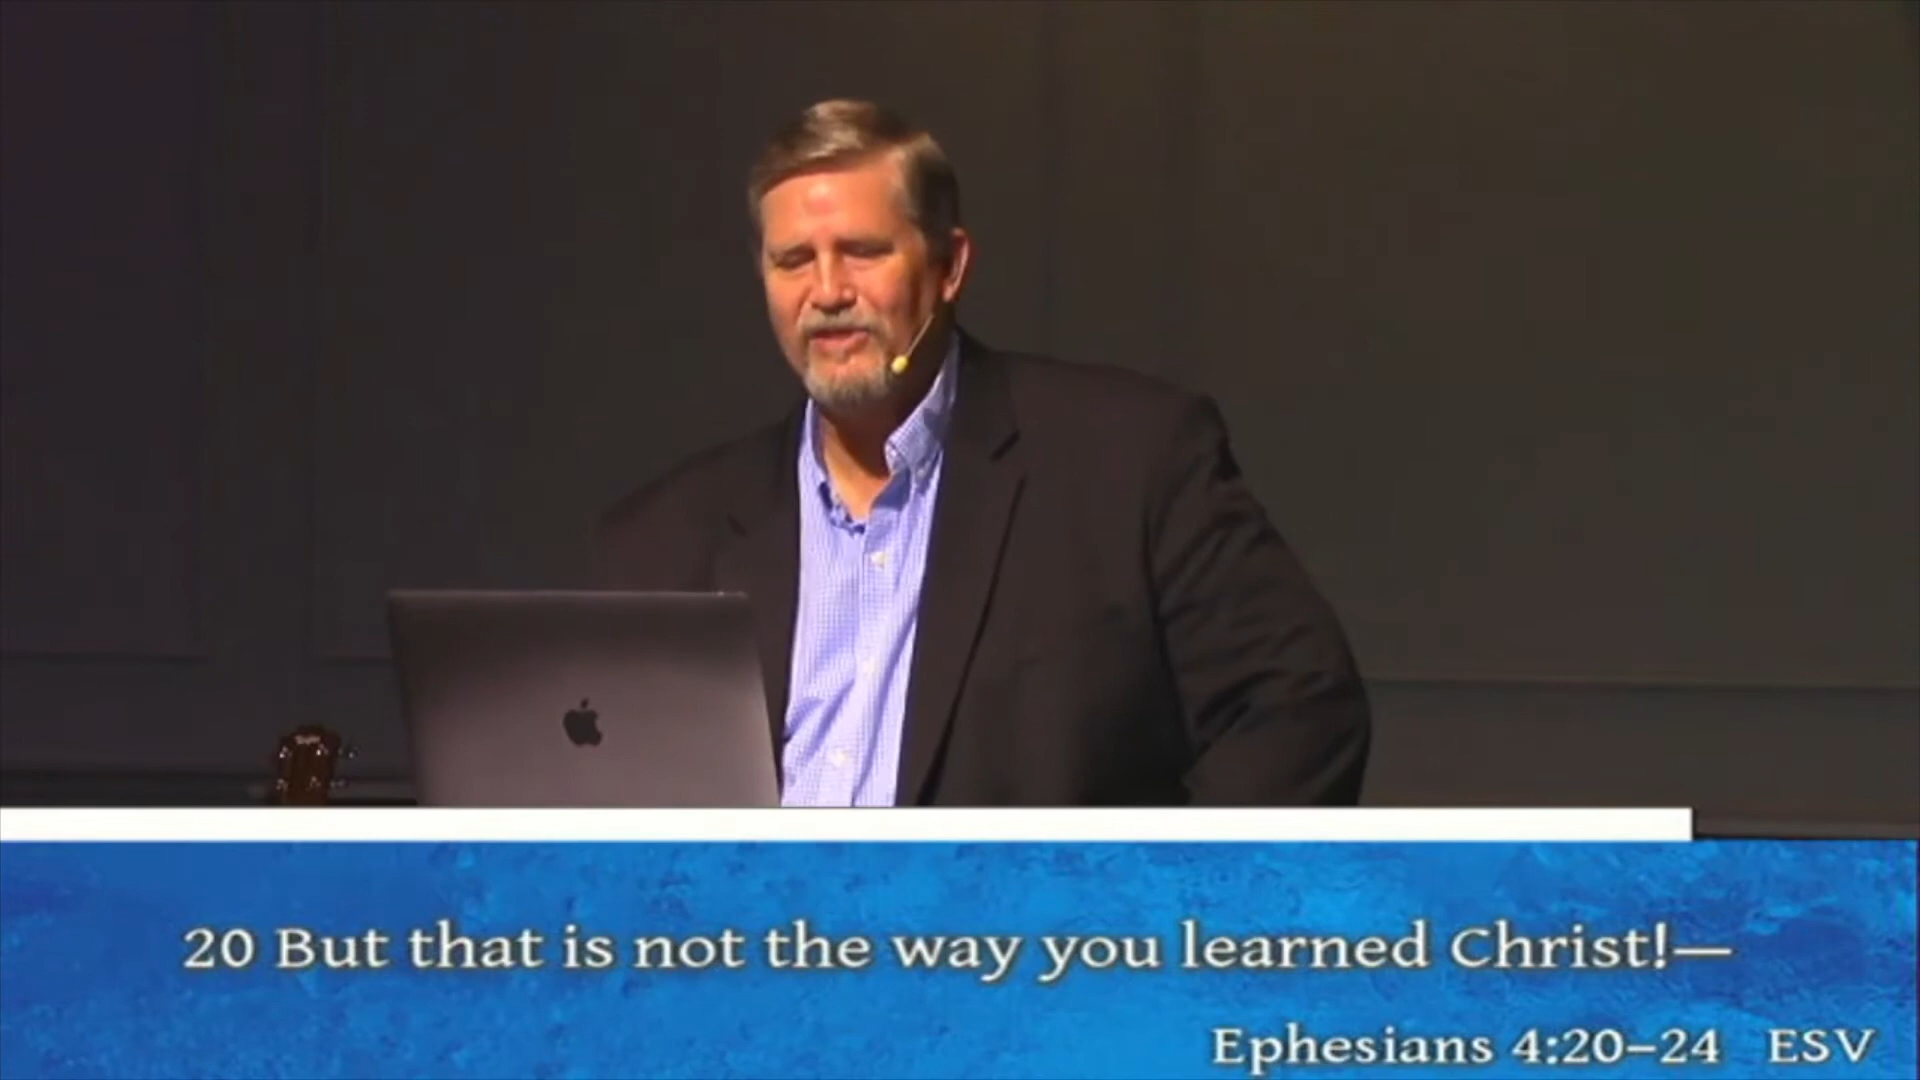 20 But that is not the way you learned Christ!—
Ephesians 4:20–24 ESV